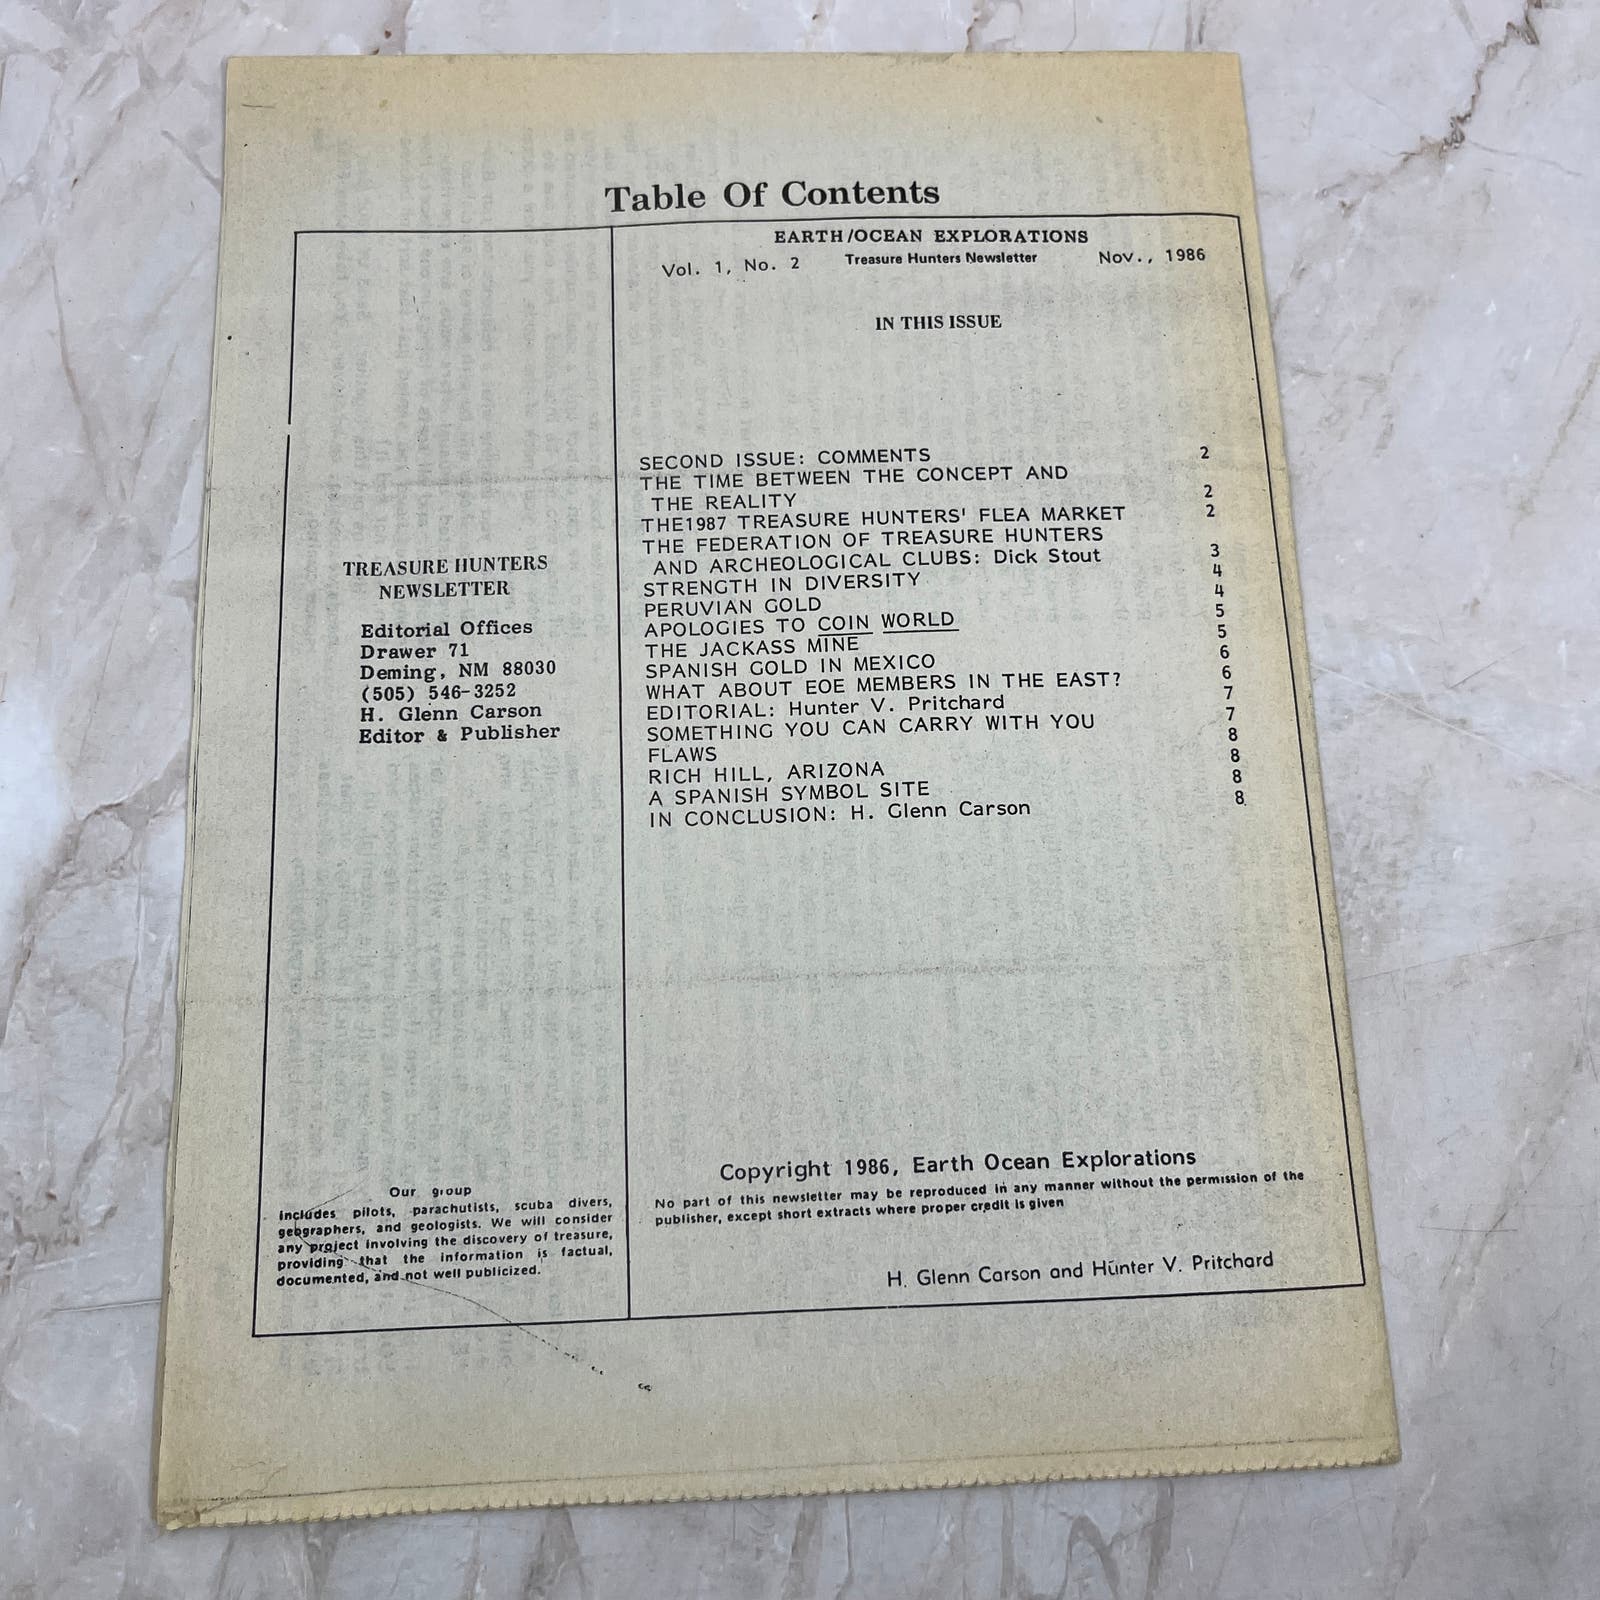 Table Of Contents
EARTH/OCEAN EXPLORATIONS
Vol. 1, No. 2 Treasure Hunters Newsletter Nov., 1986
IN THIS ISSUE
SECOND ISSUE: COMMENTS 2
THE TIME BETWEEN THE CONCEPT AND
THE REALITY 2
THE1987 TREASURE HUNTERS' FLEA MARKET 2
THE FEDERATION OF TREASURE HUNTERS
AND ARCHEOLOGICAL CLUBS: Dick Stout 3
STRENGTH IN DIVERSITY 4
PERUVIAN GOLD 4
APOLOGIES TO COIN WORLD 5
THE JACKASS MINE 5
SPANISH GOLD IN MEXICO 6
WHAT ABOUT EOE MEMBERS IN THE EAST? 6
EDITORIAL: Hunter V. Pritchard 7
SOMETHING YOU CAN CARRY WITH YOU 7
FLAWS 8
RICH HILL, ARIZONA 8
A SPANISH SYMBOL SITE 8
IN CONCLUSION: H. Glenn Carson 8
TREASURE HUNTERS
NEWSLETTER
Editorial Offices
Drawer 71
Deming, NM 88030
(505) 546-3252
H. Glenn Carson
Editor & Publisher
Our group
includes pilots, parachutists, scuba divers,
geographers, and geologists. We will consider
any project involving the discovery of treasure,
providing that the information is factual,
documented, and not well publicized.
Copyright 1986, Earth Ocean Explorations
No part of this newsletter may be reproduced in any manner without the permission of the
publisher, except short extracts where proper credit is given
H. Glenn Carson and Hunter V. Pritchard